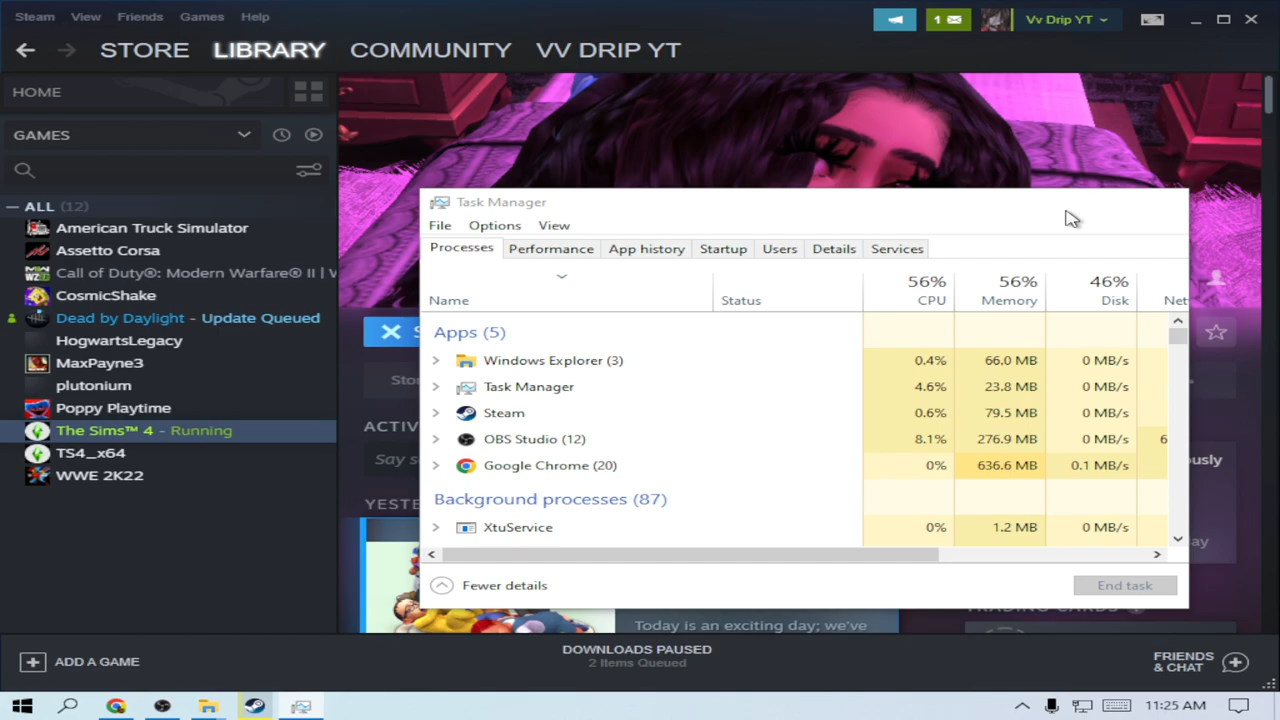 Steam View Friends Games Help
1
Vv Drip YT
STORE LIBRARY COMMUNITY VV DRIP YT
HOME
GAMES
— ALL (12)
American Truck Simulator
Assetto Corsa
Call of Duty®: Modern Warfare® II | W
CosmicShake
Dead by Daylight - Update Queued
HogwartsLegacy
MaxPayne3
plutonium
Poppy Playtime
The Sims™ 4 - Running
TS4_x64
WWE 2K22
Task Manager
File Options View
Processes Performance App history Startup Users Details Services
56% 56% 46%
Name Status CPU Memory Disk Net
Apps (5)
Windows Explorer (3) 0.4% 66.0 MB 0 MB/s
Task Manager 4.6% 23.8 MB 0 MB/s
Steam 0.6% 79.5 MB 0 MB/s
OBS Studio (12) 8.1% 276.9 MB 0 MB/s 6
Google Chrome (20) 0% 636.6 MB 0.1 MB/s
Background processes (87)
XtuService 0% 1.2 MB 0 MB/s
Fewer details End task
S
Sto
ACTIV
Say s
YESTE
Today is an exciting day; we've
DOWNLOADS PAUSED
2 Items Queued
ADD A GAME
FRIENDS
& CHAT
11:25 AM